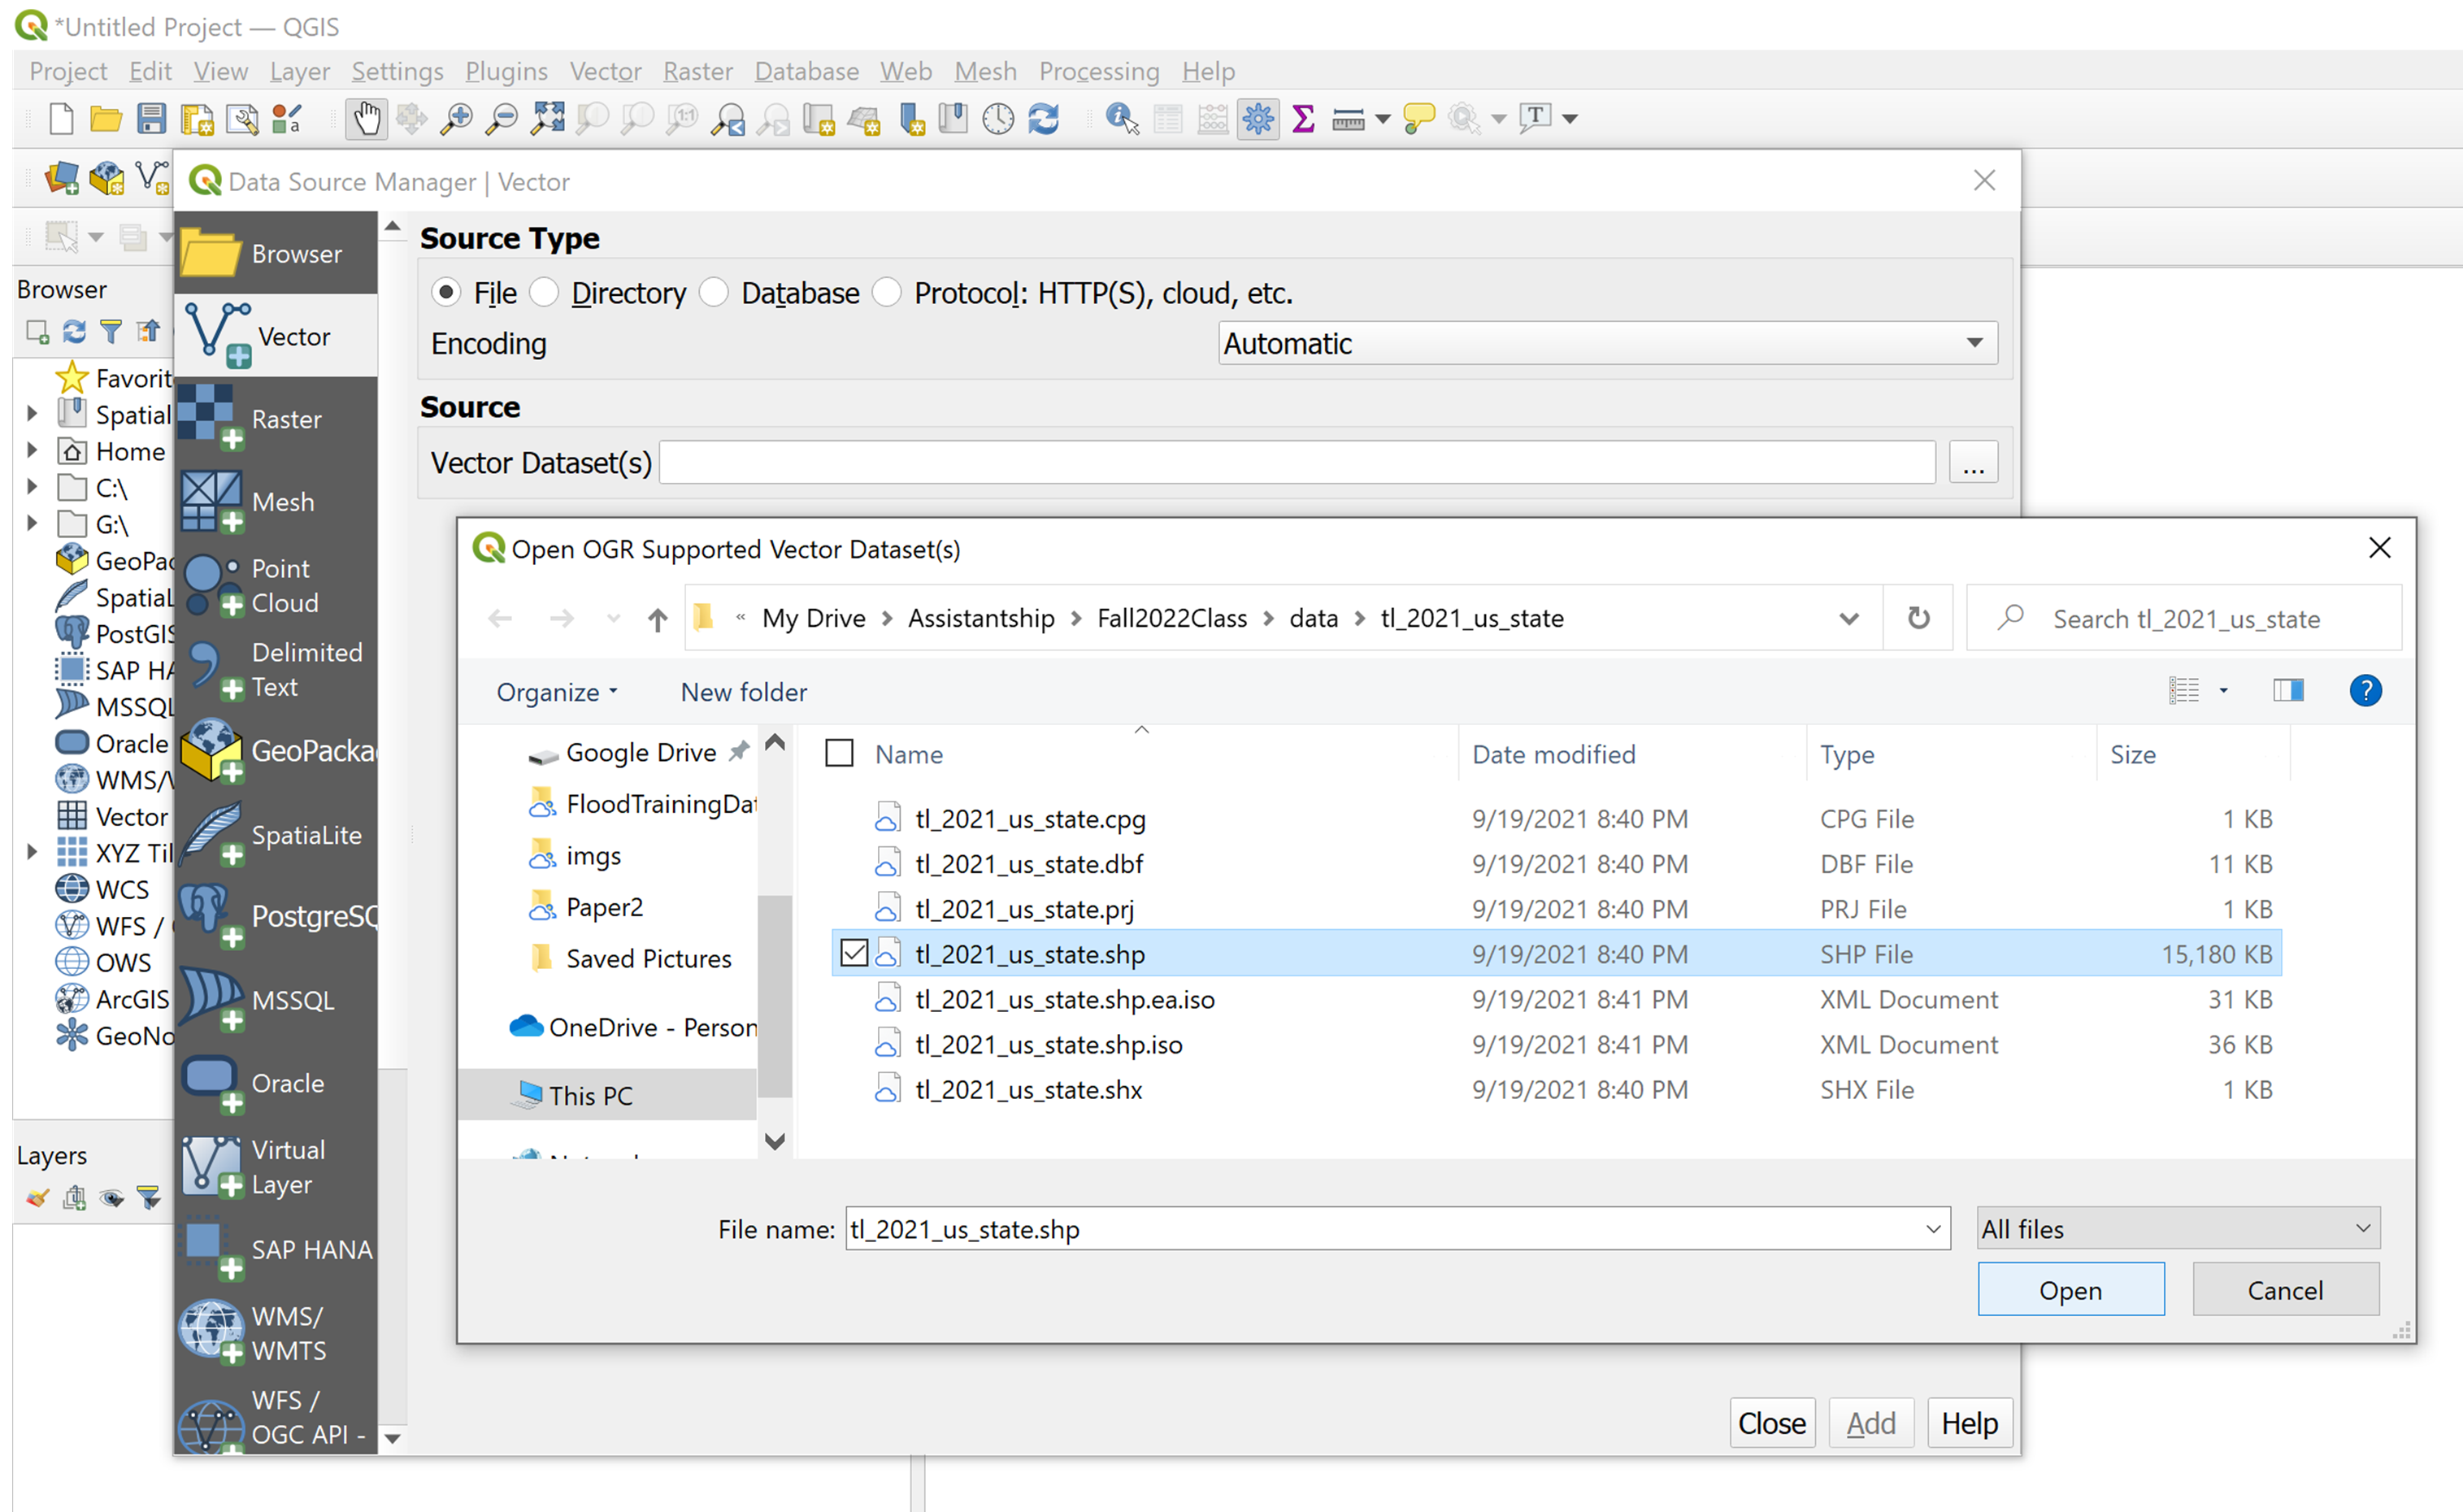 *Untitled Project — QGIS
Project Edit View Layer Settings Plugins Vector Raster Database Web Mesh Processing Help
Data Source Manager | Vector
Browser
Favorit
Spatial
Home
C:\
G:\
GeoPac
SpatiaL
PostGIS
SAP HA
MSSQL
Oracle
WMS/
Vector
XYZ Til
WCS
WFS /
OWS
ArcGIS
GeoNo
Layers
Browser
Vector
Raster
Mesh
Point
Cloud
Delimited
Text
GeoPacka
SpatiaLite
PostgreSQ
MSSQL
Oracle
Virtual
Layer
SAP HANA
WMS/
WMTS
WFS /
OGC API -
Source Type
File Directory Database Protocol: HTTP(S), cloud, etc.
Encoding Automatic
Source
Vector Dataset(s) ...
Open OGR Supported Vector Dataset(s)
« My Drive > Assistantship > Fall2022Class > data > tl_2021_us_state
Search tl_2021_us_state
Organize New folder
?
Google Drive
FloodTrainingDat
imgs
Paper2
Saved Pictures
OneDrive - Person
This PC
Name Date modified Type Size
tl_2021_us_state.cpg 9/19/2021 8:40 PM CPG File 1 KB
tl_2021_us_state.dbf 9/19/2021 8:40 PM DBF File 11 KB
tl_2021_us_state.prj 9/19/2021 8:40 PM PRJ File 1 KB
tl_2021_us_state.shp 9/19/2021 8:40 PM SHP File 15,180 KB
tl_2021_us_state.shp.ea.iso 9/19/2021 8:41 PM XML Document 31 KB
tl_2021_us_state.shp.iso 9/19/2021 8:41 PM XML Document 36 KB
tl_2021_us_state.shx 9/19/2021 8:40 PM SHX File 1 KB
File name: tl_2021_us_state.shp
All files
Open Cancel
Close Add Help